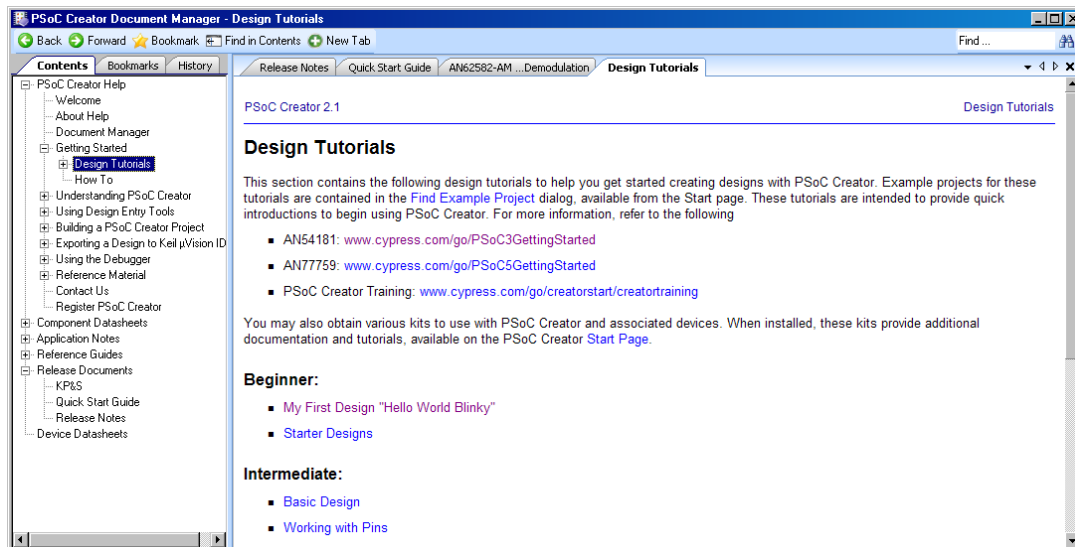 PSoC Creator Document Manager - Design Tutorials
Back Forward Bookmark Find in Contents New Tab
Find ...
Contents Bookmarks History
PSoC Creator Help
Welcome
About Help
Document Manager
Getting Started
Design Tutorials
How To
Understanding PSoC Creator
Using Design Entry Tools
Building a PSoC Creator Project
Exporting a Design to Keil µVision ID
Using the Debugger
Reference Material
Contact Us
Register PSoC Creator
Component Datasheets
Application Notes
Reference Guides
Release Documents
KP&S
Quick Start Guide
Release Notes
Device Datasheets
Release Notes Quick Start Guide AN62582-AM ...Demodulation Design Tutorials
PSoC Creator 2.1 Design Tutorials
Design Tutorials
This section contains the following design tutorials to help you get started creating designs with PSoC Creator. Example projects for these
tutorials are contained in the Find Example Project dialog, available from the Start page. These tutorials are intended to provide quick
introductions to begin using PSoC Creator. For more information, refer to the following
AN54181: www.cypress.com/go/PSoC3GettingStarted
AN77759: www.cypress.com/go/PSoC5GettingStarted
PSoC Creator Training: www.cypress.com/go/creatorstart/creatortraining
You may also obtain various kits to use with PSoC Creator and associated devices. When installed, these kits provide additional
documentation and tutorials, available on the PSoC Creator Start Page.
Beginner:
My First Design "Hello World Blinky"
Starter Designs
Intermediate:
Basic Design
Working with Pins